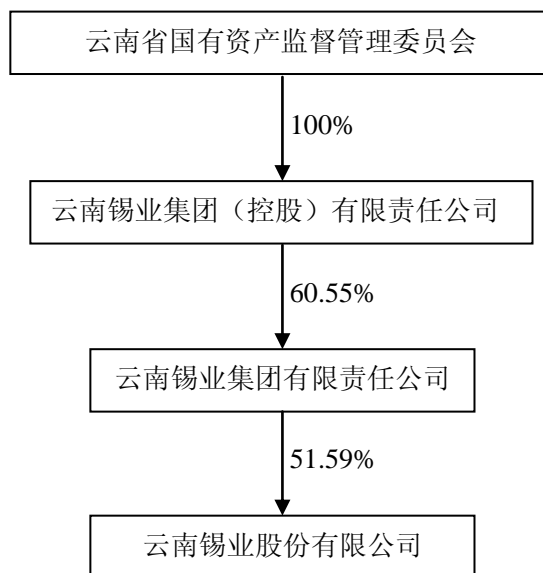 云南省国有资产监督管理委员会
100%
云南锡业集团（控股）有限责任公司
60.55%
云南锡业集团有限责任公司
51.59%
云南锡业股份有限公司